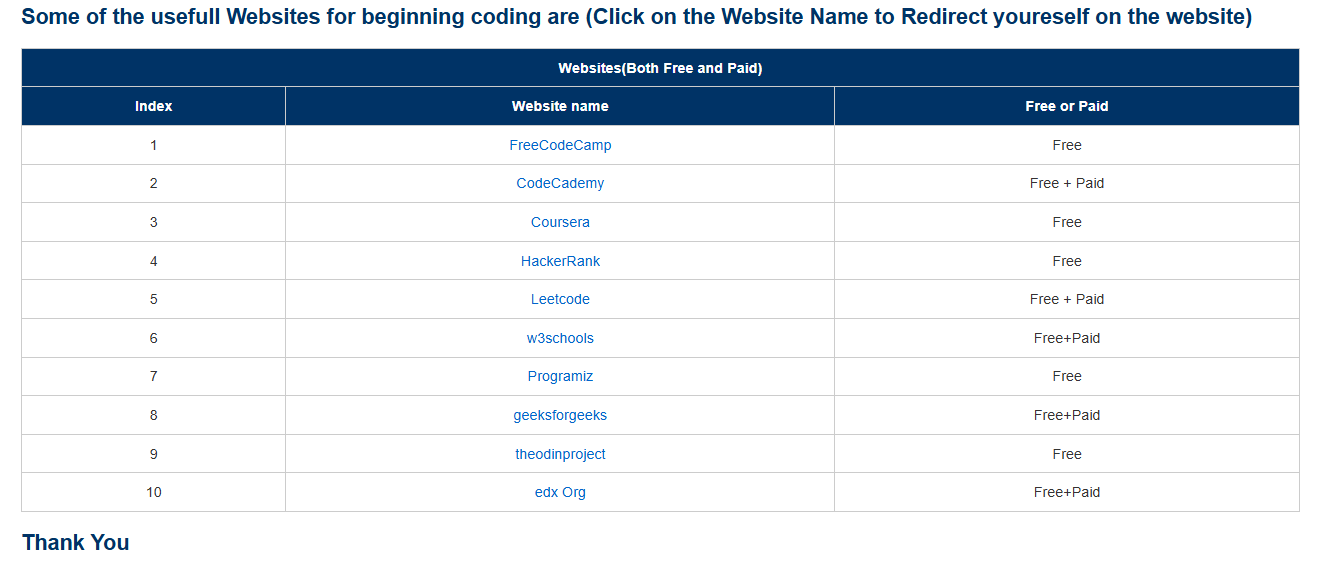 Some of the usefull Websites for beginning coding are (Click on the Website Name to Redirect youreself on the website)
Websites(Both Free and Paid)
Index Website name Free or Paid
1 FreeCodeCamp Free
2 CodeCademy Free + Paid
3 Coursera Free
4 HackerRank Free
5 Leetcode Free + Paid
6 w3schools Free+Paid
7 Programiz Free
8 geeksforgeeks Free+Paid
9 theodinproject Free
10 edx Org Free+Paid
Thank You